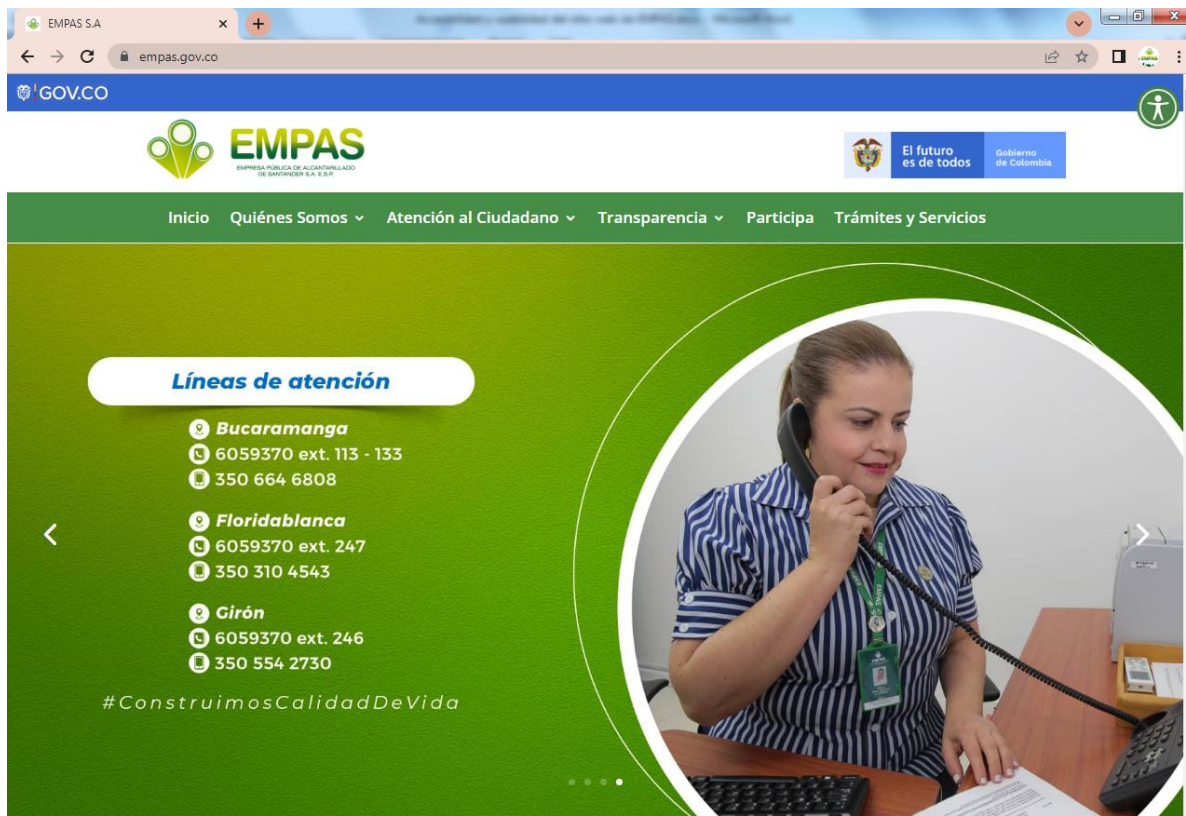 EMPAS S.A
empas.gov.co
GOV.CO
EMPAS
EMPRESA PÚBLICA DE ALCANTARILLADO
DE SANTANDER S.A. E.S.P.
El futuro
es de todos
Gobierno
de Colombia
Inicio Quiénes Somos Atención al Ciudadano Transparencia Participa Trámites y Servicios
Líneas de atención
Bucaramanga
6059370 ext. 113 - 133
350 664 6808
Floridablanca
6059370 ext. 247
350 310 4543
Girón
6059370 ext. 246
350 554 2730
#ConstruimosCalidadDeVida